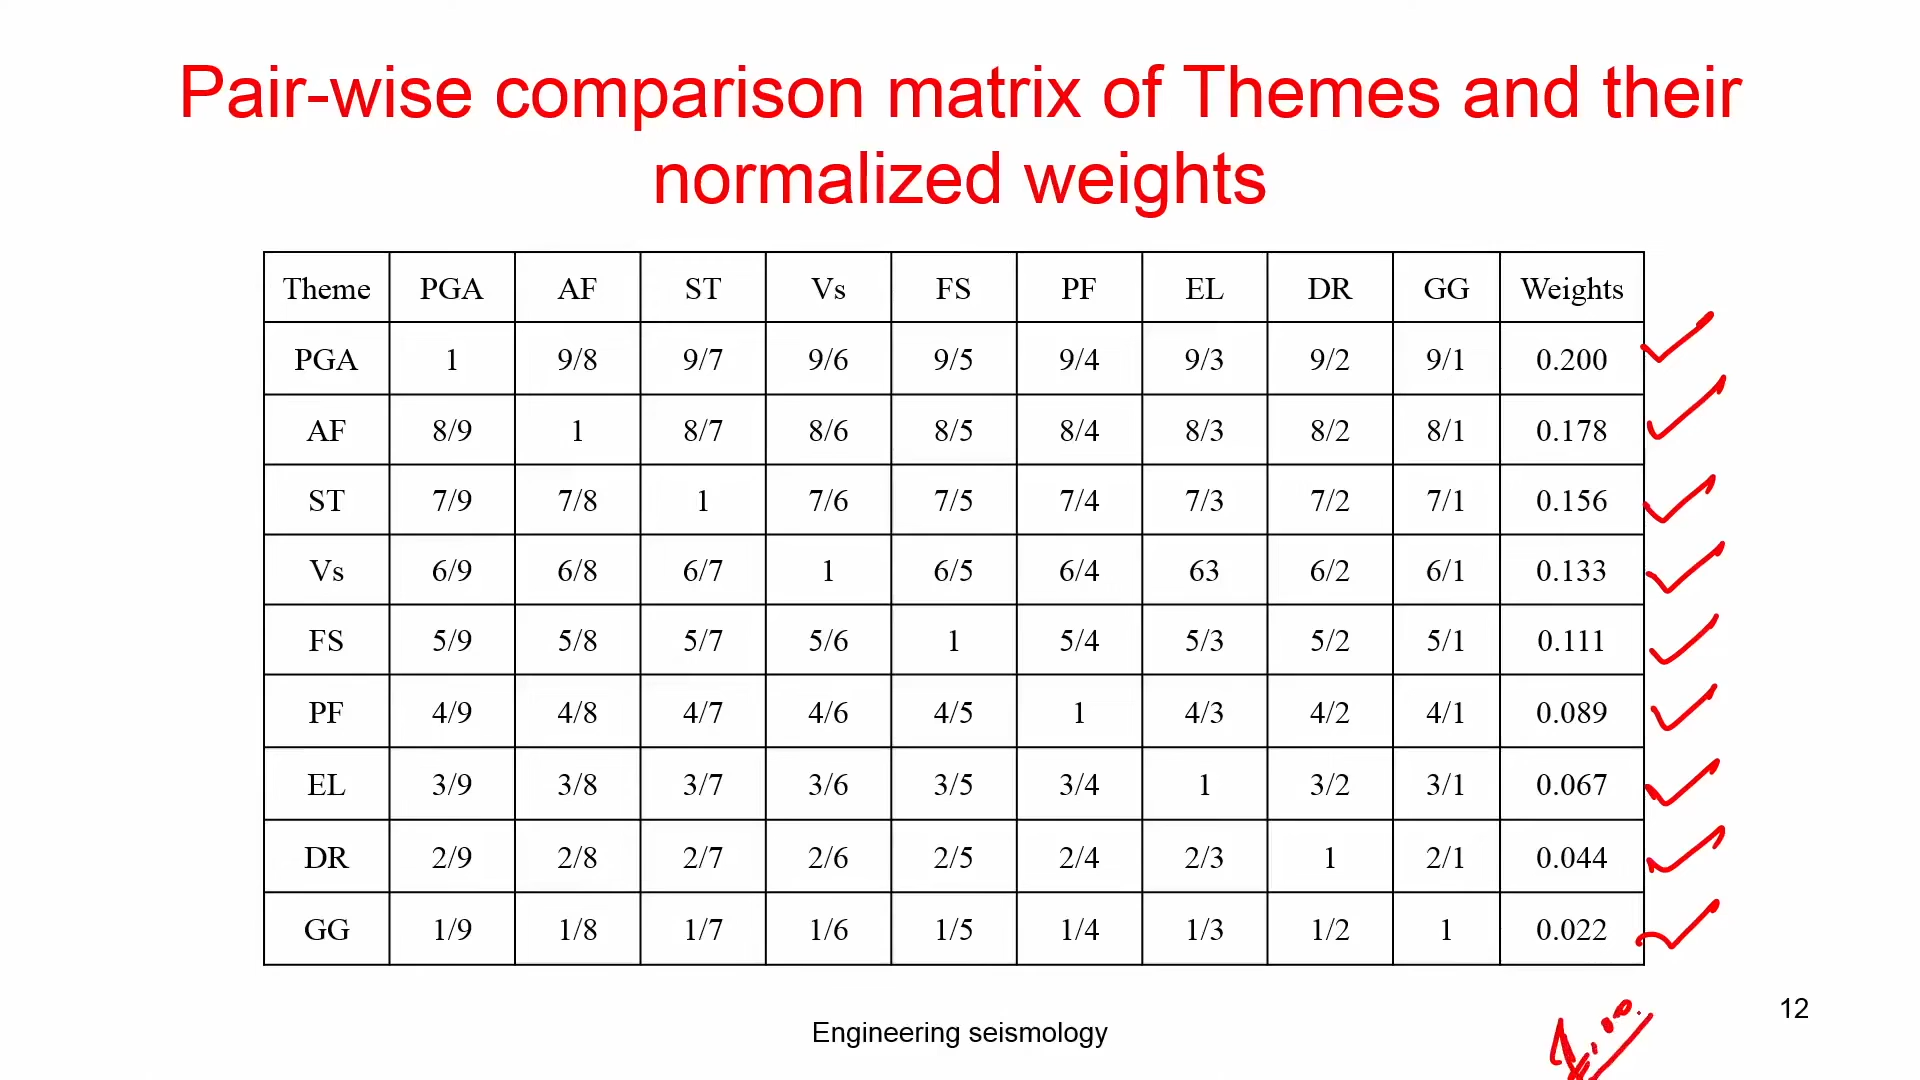 Pair-wise comparison matrix of Themes and their
normalized weights
Theme PGA AF ST Vs FS PF EL DR GG Weights
PGA 1 9/8 9/7 9/6 9/5 9/4 9/3 9/2 9/1 0.200
AF 8/9 1 8/7 8/6 8/5 8/4 8/3 8/2 8/1 0.178
ST 7/9 7/8 1 7/6 7/5 7/4 7/3 7/2 7/1 0.156
Vs 6/9 6/8 6/7 1 6/5 6/4 63 6/2 6/1 0.133
FS 5/9 5/8 5/7 5/6 1 5/4 5/3 5/2 5/1 0.111
PF 4/9 4/8 4/7 4/6 4/5 1 4/3 4/2 4/1 0.089
EL 3/9 3/8 3/7 3/6 3/5 3/4 1 3/2 3/1 0.067
DR 2/9 2/8 2/7 2/6 2/5 2/4 2/3 1 2/1 0.044
GG 1/9 1/8 1/7 1/6 1/5 1/4 1/3 1/2 1 0.022
12
Engineering seismology